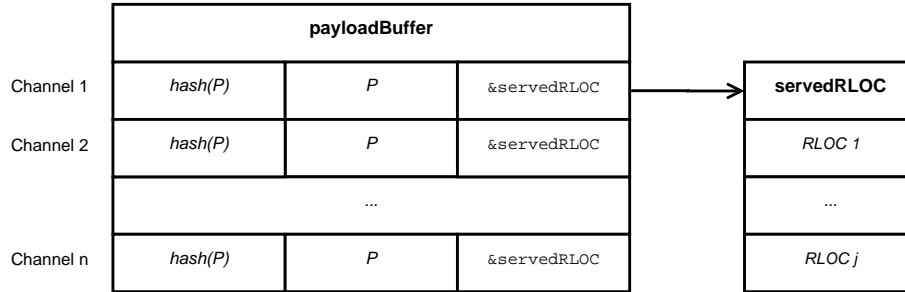 payloadBuffer
Channel 1 hash(P) P &servedRLOC servedRLOC
Channel 2 hash(P) P &servedRLOC RLOC 1
... ...
Channel n hash(P) P &servedRLOC RLOC j